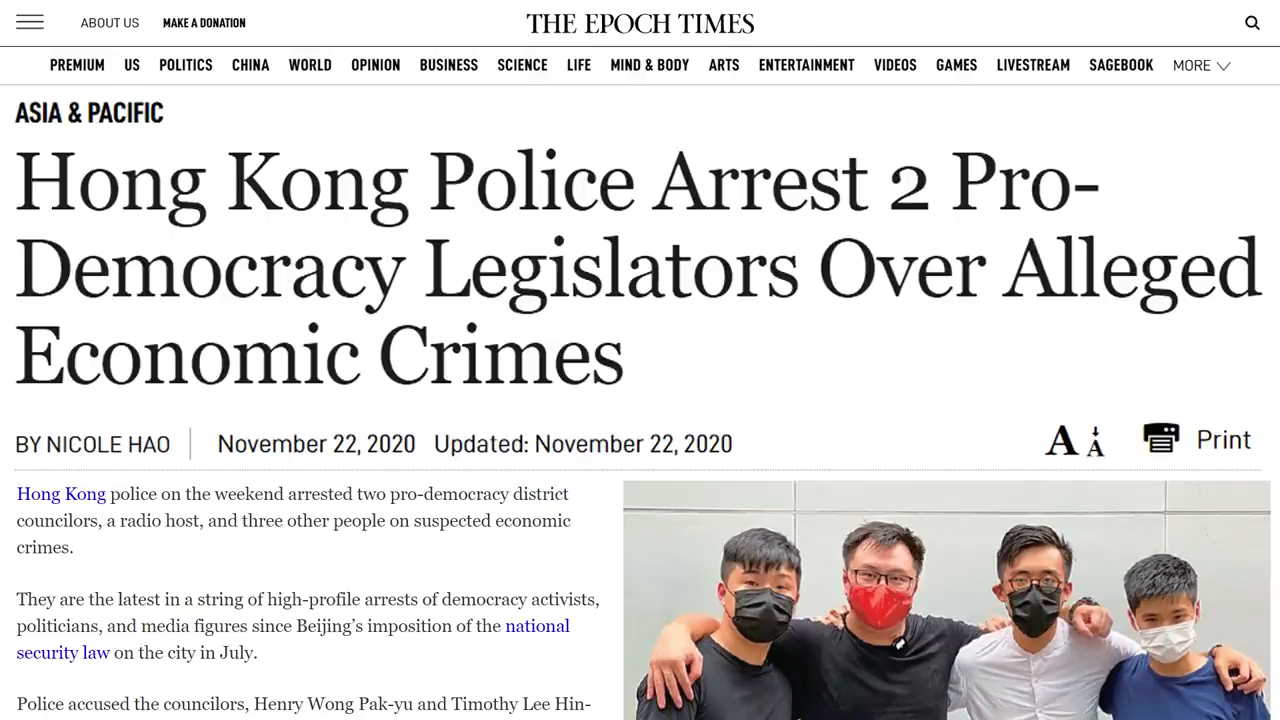 ABOUT US MAKE A DONATION THE EPOCH TIMES
PREMIUM US POLITICS CHINA WORLD OPINION BUSINESS SCIENCE LIFE MIND & BODY ARTS ENTERTAINMENT VIDEOS GAMES LIVESTREAM SAGEBOOK MORE
ASIA & PACIFIC
Hong Kong Police Arrest 2 Pro-
Democracy Legislators Over Alleged
Economic Crimes
BY NICOLE HAO November 22, 2020 Updated: November 22, 2020 A A Print
Hong Kong police on the weekend arrested two pro-democracy district
councilors, a radio host, and three other people on suspected economic
crimes.
They are the latest in a string of high-profile arrests of democracy activists,
politicians, and media figures since Beijing’s imposition of the national
security law on the city in July.
Police accused the councilors, Henry Wong Pak-yu and Timothy Lee Hin-